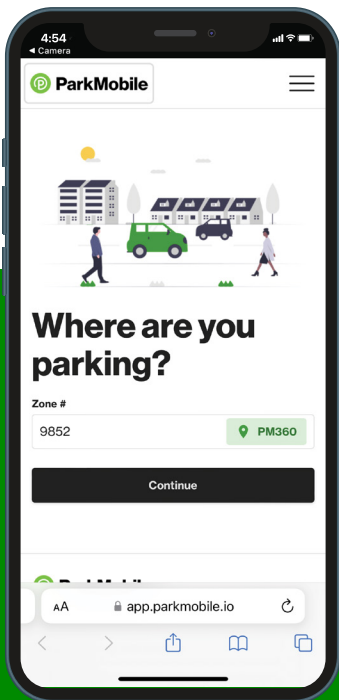 4:54
◀ Camera
ParkMobile
Where are you
parking?
Zone #
9852
PM360
Continue
AA
app.parkmobile.io